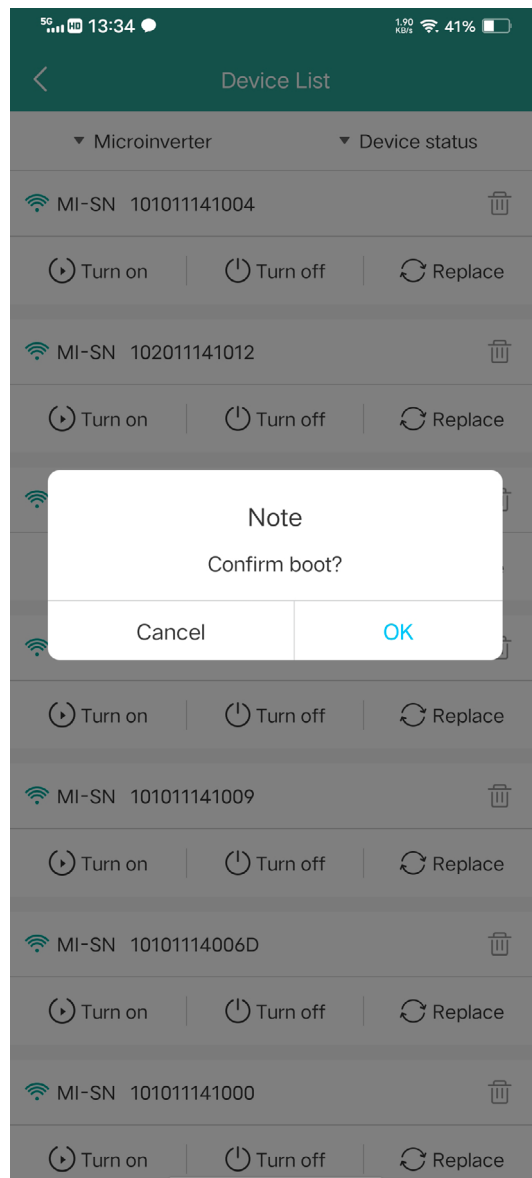 5G HD 13:34 1.90 KB/s 41%
Device List
Microinverter Device status
MI-SN 101011141004
Turn on Turn off Replace
MI-SN 102011141012
Turn on Turn off Replace
Note
Confirm boot?
Cancel OK
Turn on Turn off Replace
MI-SN 101011141009
Turn on Turn off Replace
MI-SN 10101114006D
Turn on Turn off Replace
MI-SN 101011141000
Turn on Turn off Replace